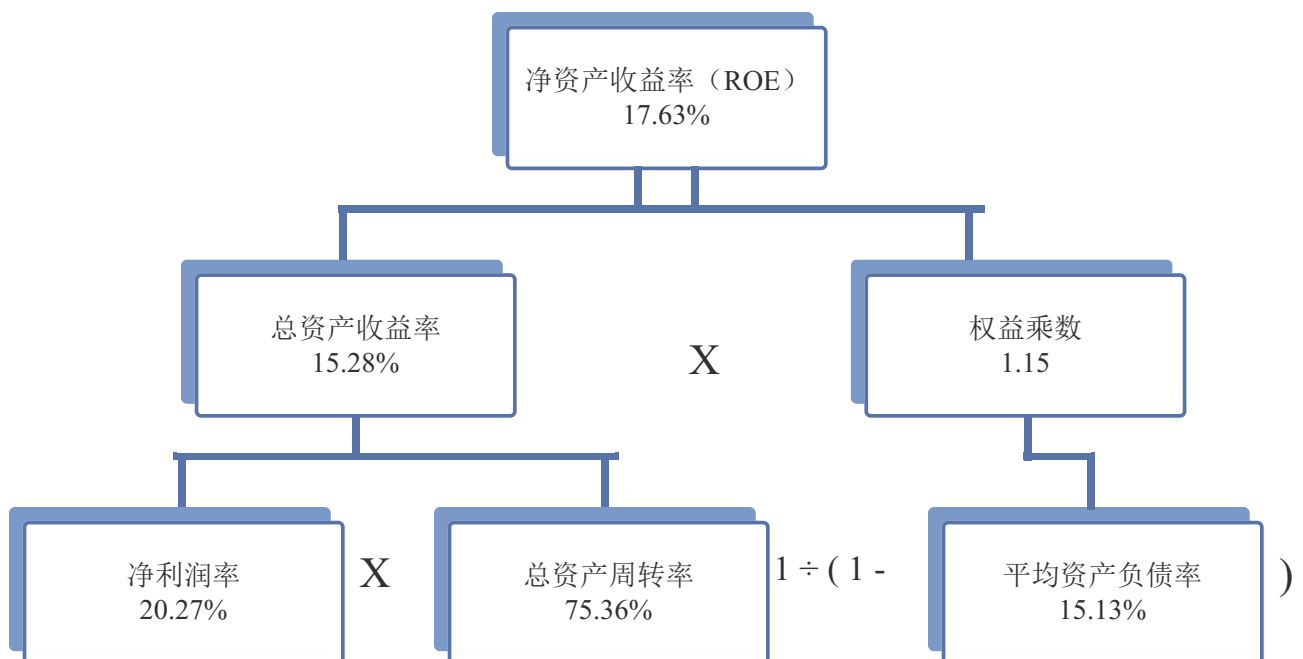 净资产收益率（ROE）
17.63%
总资产收益率
15.28%
X
权益乘数
1.15
净利润率
20.27%
X
总资产周转率
75.36%
1 ÷ ( 1 -
平均资产负债率
15.13%
)